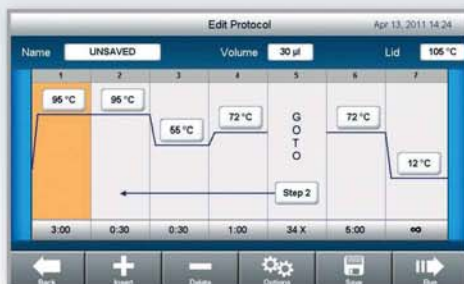 Edit Protocol
Apr 13, 2011 14:24
Name UNSAVED Volume 30 µl Lid 105 °C
1 2 3 4 5 6 7
95 °C 95 °C 55 °C 72 °C GOTO 72 °C 12 °C
Step 2
3:00 0:30 0:30 1:00 34 X 5:00 ∞
Back Insert Delete Options Save Run